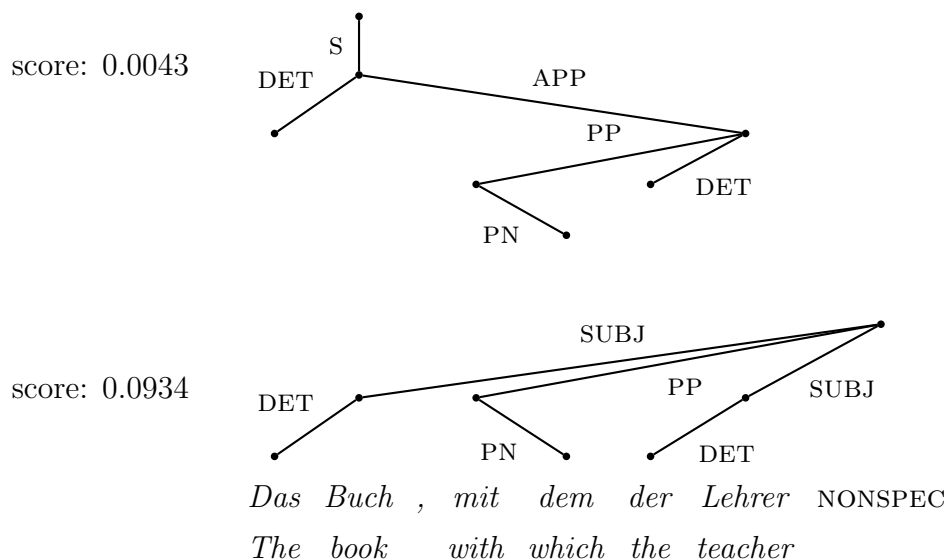 S
score: 0.0043
DET
APP
PP
DET
PN
SUBJ
score: 0.0934
DET
PP
SUBJ
PN
DET
Das Buch , mit dem der Lehrer NONSPEC
The book with which the teacher